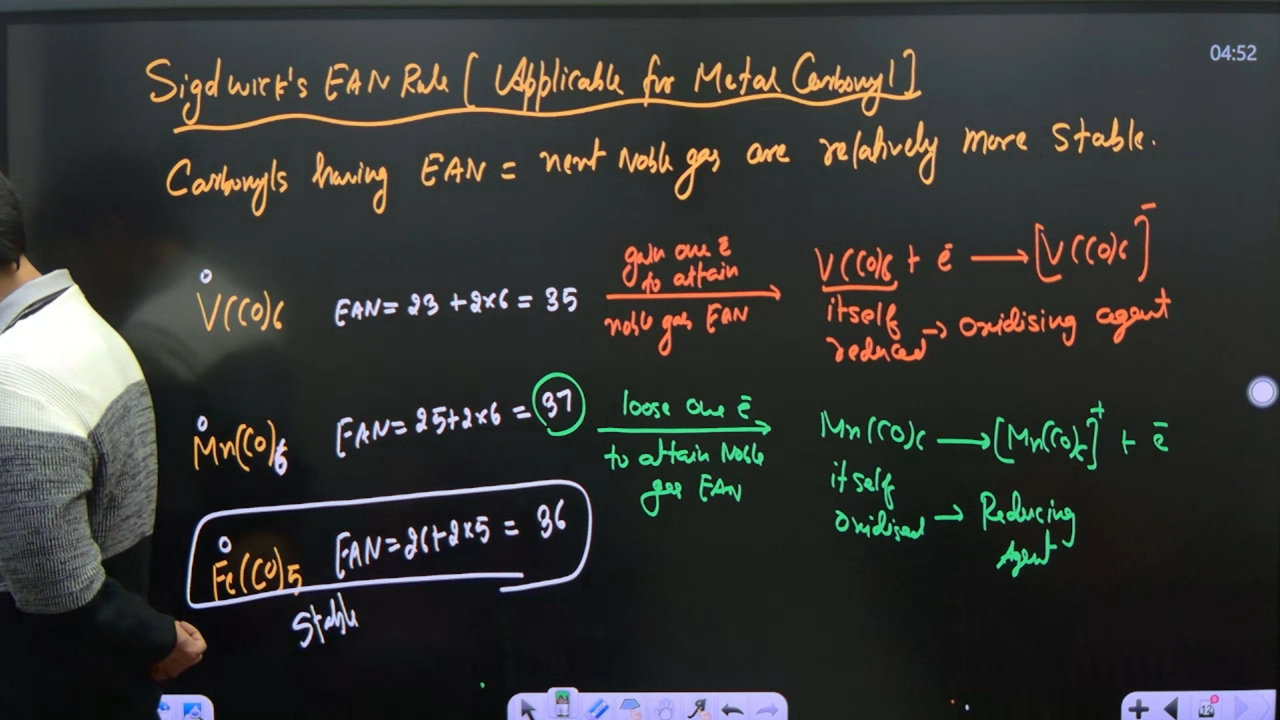 04:52
Sigdwick's EAN Rule [Applicable for Metal Carbonyl]
Carbonyls having EAN = next Noble gas are relatively more stable.
0
V(CO)6 EAN = 23 + 2×6 = 35
gain one ē
to attain
noble gas EAN
V(CO)6 + ē → [V(CO)6]⁻
itself
reduced → oxidising agent
0
Mn(CO)6 EAN = 25+2×6 = 37
loose one ē
to attain Noble
gas EAN
Mn(CO)6 → [Mn(CO)6]⁺ + ē
itself
oxidised → Reducing
Agent
0
Fe(CO)5 EAN = 26+2×5 = 36
Stable